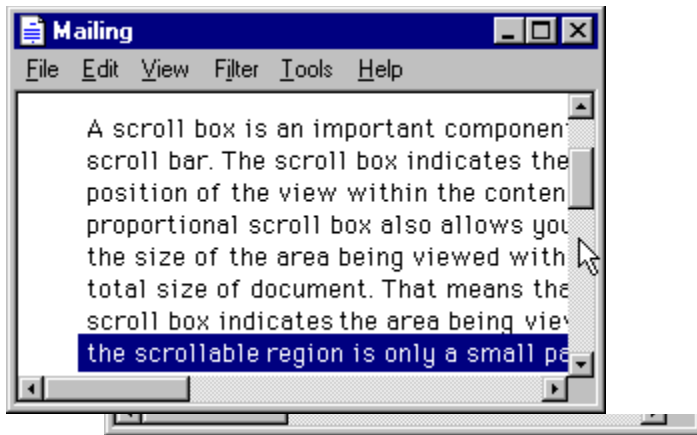 Mailing
File Edit View Filter Tools Help
A scroll box is an important componen
scroll bar. The scroll box indicates the
position of the view within the conten
proportional scroll box also allows you
the size of the area being viewed with
total size of document. That means tha
scroll box indicates the area being vie
the scrollable region is only a small pa